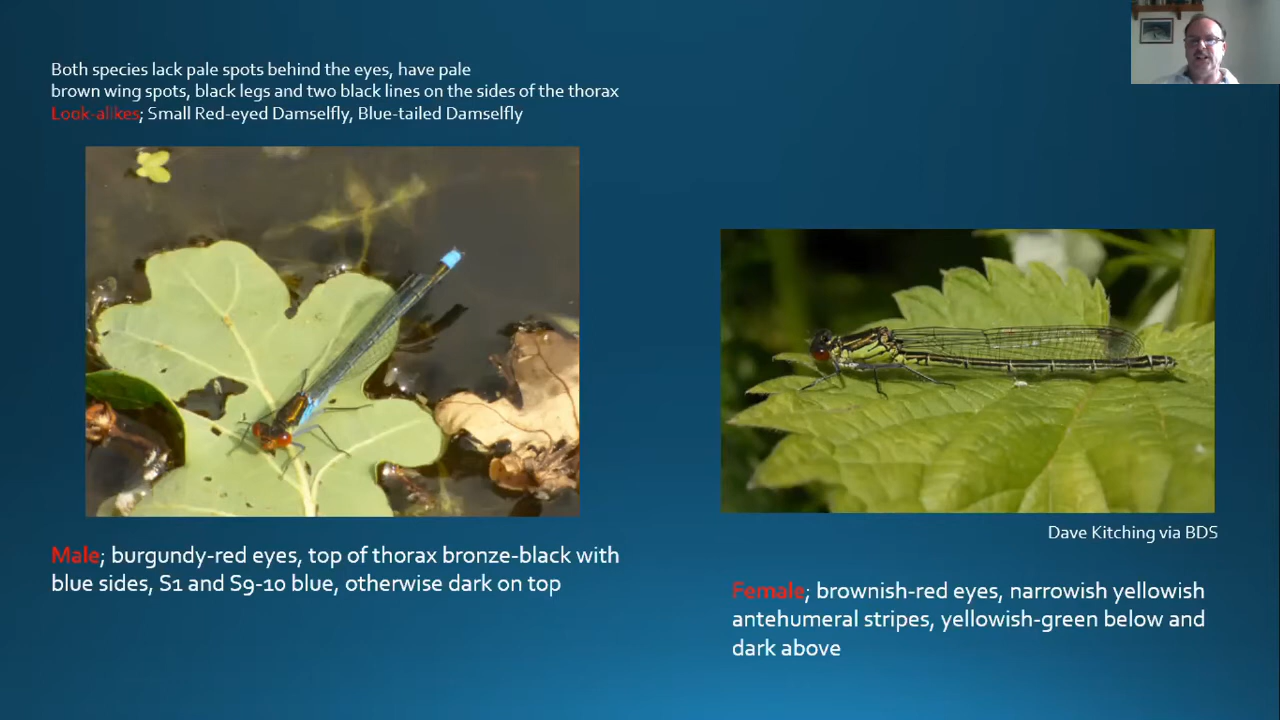 Both species lack pale spots behind the eyes, have pale
brown wing spots, black legs and two black lines on the sides of the thorax
Look-alikes; Small Red-eyed Damselfly, Blue-tailed Damselfly
Male; burgundy-red eyes, top of thorax bronze-black with
blue sides, S1 and S9-10 blue, otherwise dark on top
Dave Kitching via BDS
Female; brownish-red eyes, narrowish yellowish
antehumeral stripes, yellowish-green below and
dark above